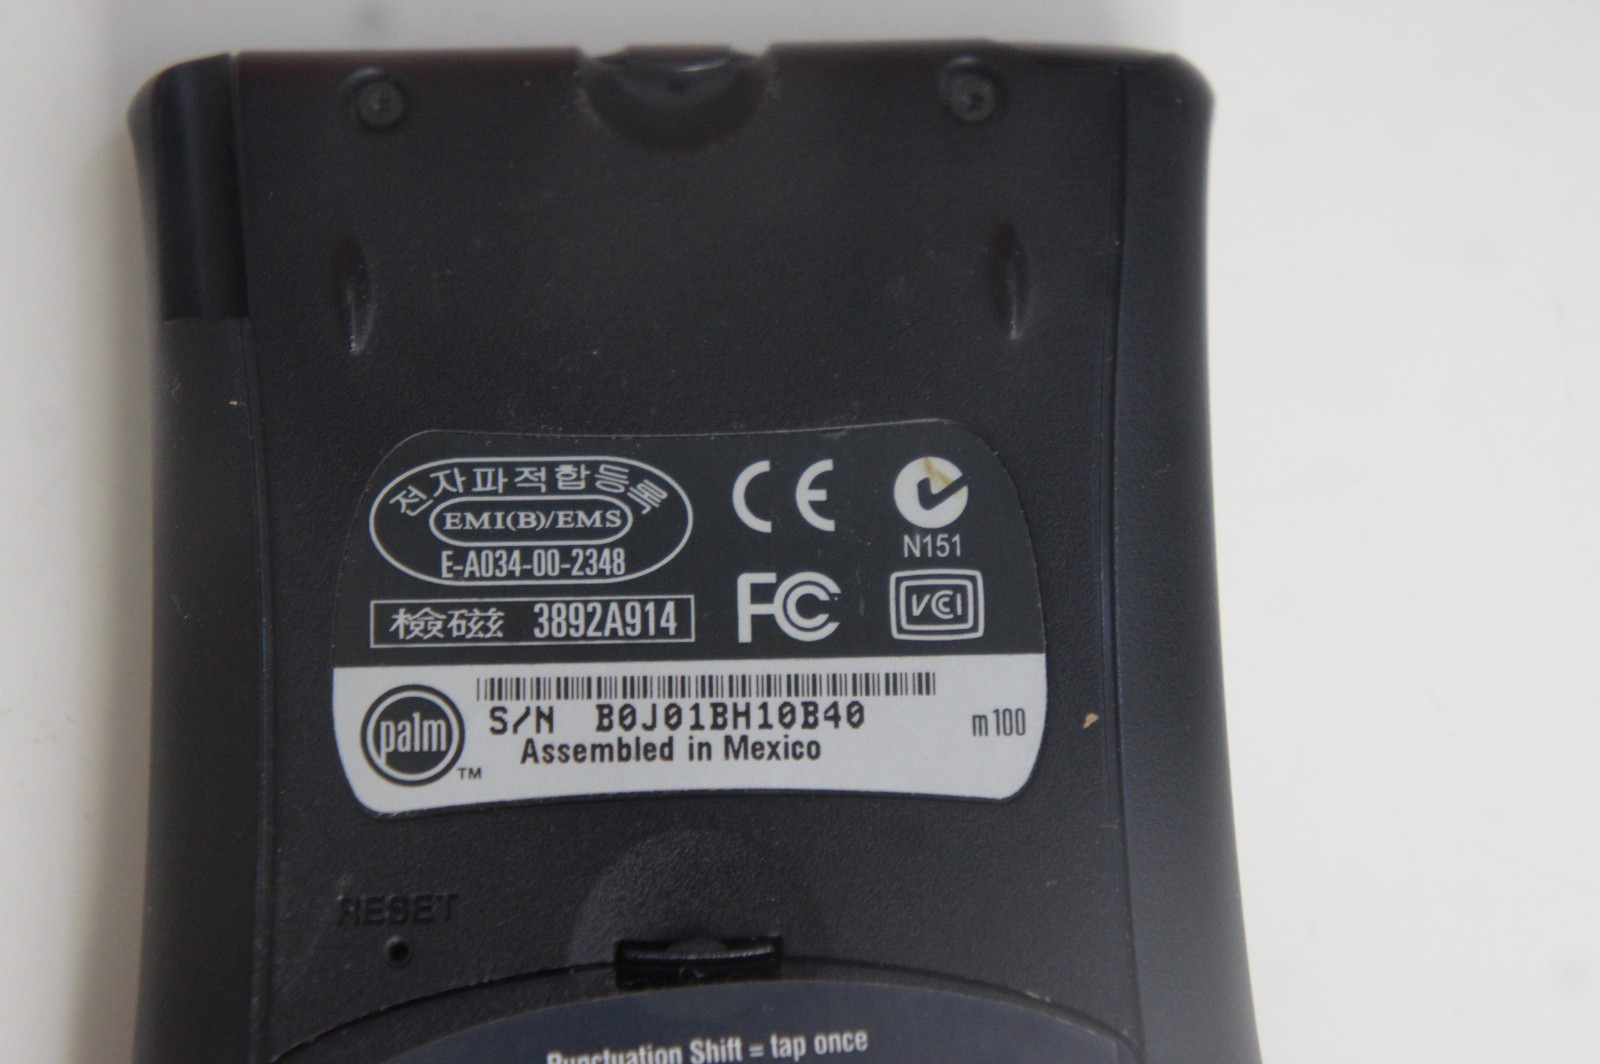 전자파적합등록
EMI(B)/EMS
E-A034-00-2348
檢磁 3892A914
CE
N151
FC
VCI
palm™
S/N B0J01BH10B40
Assembled in Mexico
m100
RESET
Punctuation Shift = tap once